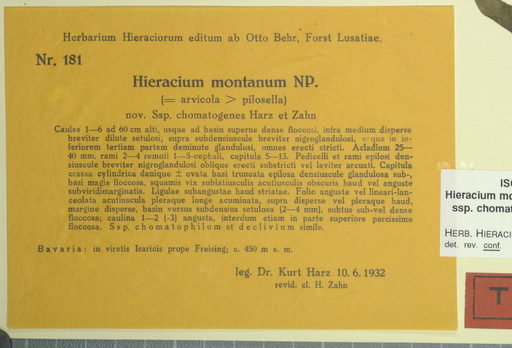 Herbarium Hieraciorum editum ab Otto Behr, Forst Lusatiae.
Nr. 181
Hieracium montanum NP.
(= arvicola > pilosella)
nov. Ssp. chomatogenes Harz et Zahn
Caules 1—6 ad 60 cm alti, usque ad basin superne dense floccosi, infra medium disperse
breviter dilute setulosi, supra subdensiuscule breviter nigroglandulosi, usque in in-
feriorem tertiam partem deminute glandulosi, omnes erecti stricti. Acladium 25—
40 mm, rami 2—4 remoti 1—5-cephali, capitula 5—13. Pedicelli et rami epilosi den-
siuscule breviter nigroglandulosi oblique erecti substricti vel leviter arcuati. Capitula
crassa cylindrica denique ± ovata basi truncata epilosa densiuscule glandulosa sub-,
basi magis floccosa, squamis vix sublatiusculis acutiusculis obscuris haud vel anguste
subviridimarginatis. Ligulae subangustae haud striatae. Folio anguste vel lineari-lan-
ceolata acutiuscula pleraque longe acuminata, supra disperse vel pleraque haud,
margine disperse, basin versus subdensius setulosa (2—4 mm), subtus sub-vel dense
floccosa; caulina 1—2 (-3) angusta, interdum etiam in parte superiore parcissime
floccosa, Ssp. chomatophilum et declivium simile.
Bavaria: in viretis Isaricis prope Freising; c. 450 m s. m.
leg. Dr. Kurt Harz 10. 6. 1932
revid. cl. H. Zahn
ISO
Hieracium mo
ssp. chomat
HERB. HIERACI
det. rev. conf.
T